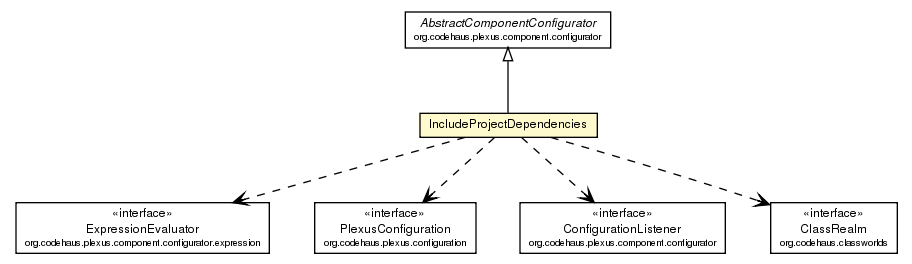 AbstractComponentConfigurator
org.codehaus.plexus.component.configurator
IncludeProjectDependencies
«interface»
ExpressionEvaluator
org.codehaus.plexus.component.configurator.expression
«interface»
PlexusConfiguration
org.codehaus.plexus.configuration
«interface»
ConfigurationListener
org.codehaus.plexus.component.configurator
«interface»
ClassRealm
org.codehaus.classworlds